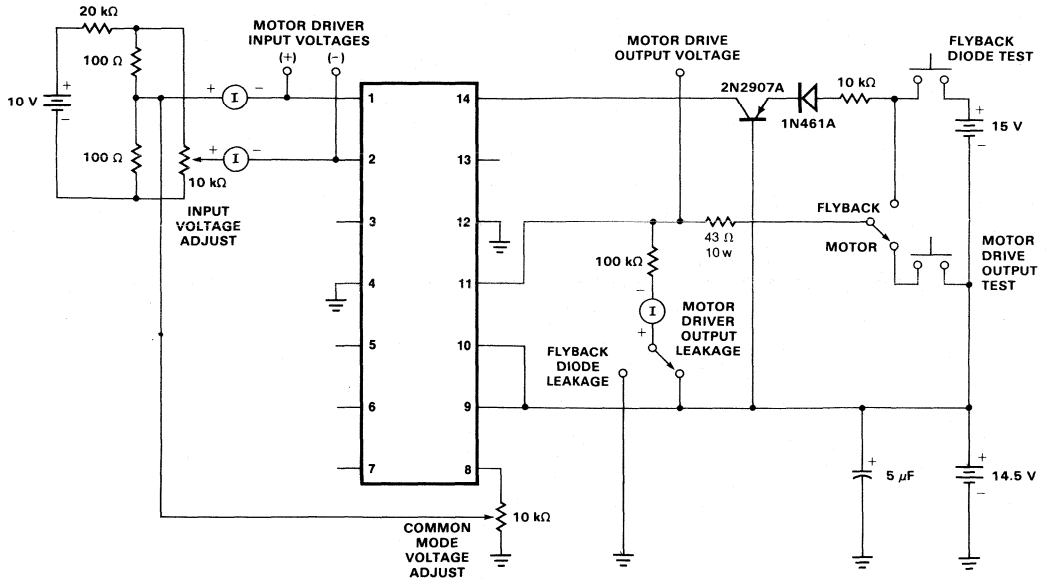 20 kΩ
100 Ω
10 V
+
−
100 Ω
10 kΩ
INPUT
VOLTAGE
ADJUST
MOTOR DRIVER
INPUT VOLTAGES
(+)
(−)
+ I −
+ I −
1
2
3
4
5
6
7
14
13
12
11
10
9
8
MOTOR DRIVE
OUTPUT VOLTAGE
2N2907A
1N461A
10 kΩ
FLYBACK
DIODE TEST
+
15 V
−
FLYBACK
MOTOR
MOTOR
DRIVE
OUTPUT
TEST
43 Ω
10 w
100 kΩ
−
I
+
MOTOR
DRIVER
OUTPUT
LEAKAGE
FLYBACK
DIODE
LEAKAGE
+
5 μF
+
14.5 V
−
10 kΩ
COMMON
MODE
VOLTAGE
ADJUST